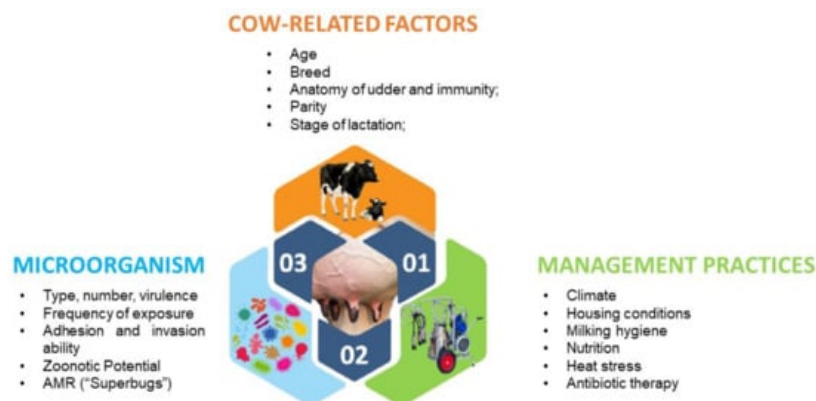 COW-RELATED FACTORS
• Age
• Breed
• Anatomy of udder and immunity;
• Parity
• Stage of lactation;
03
01
02
MICROORGANISM
• Type, number, virulence
• Frequency of exposure
• Adhesion and invasion
ability
• Zoonotic Potential
• AMR ("Superbugs")
MANAGEMENT PRACTICES
• Climate
• Housing conditions
• Milking hygiene
• Nutrition
• Heat stress
• Antibiotic therapy